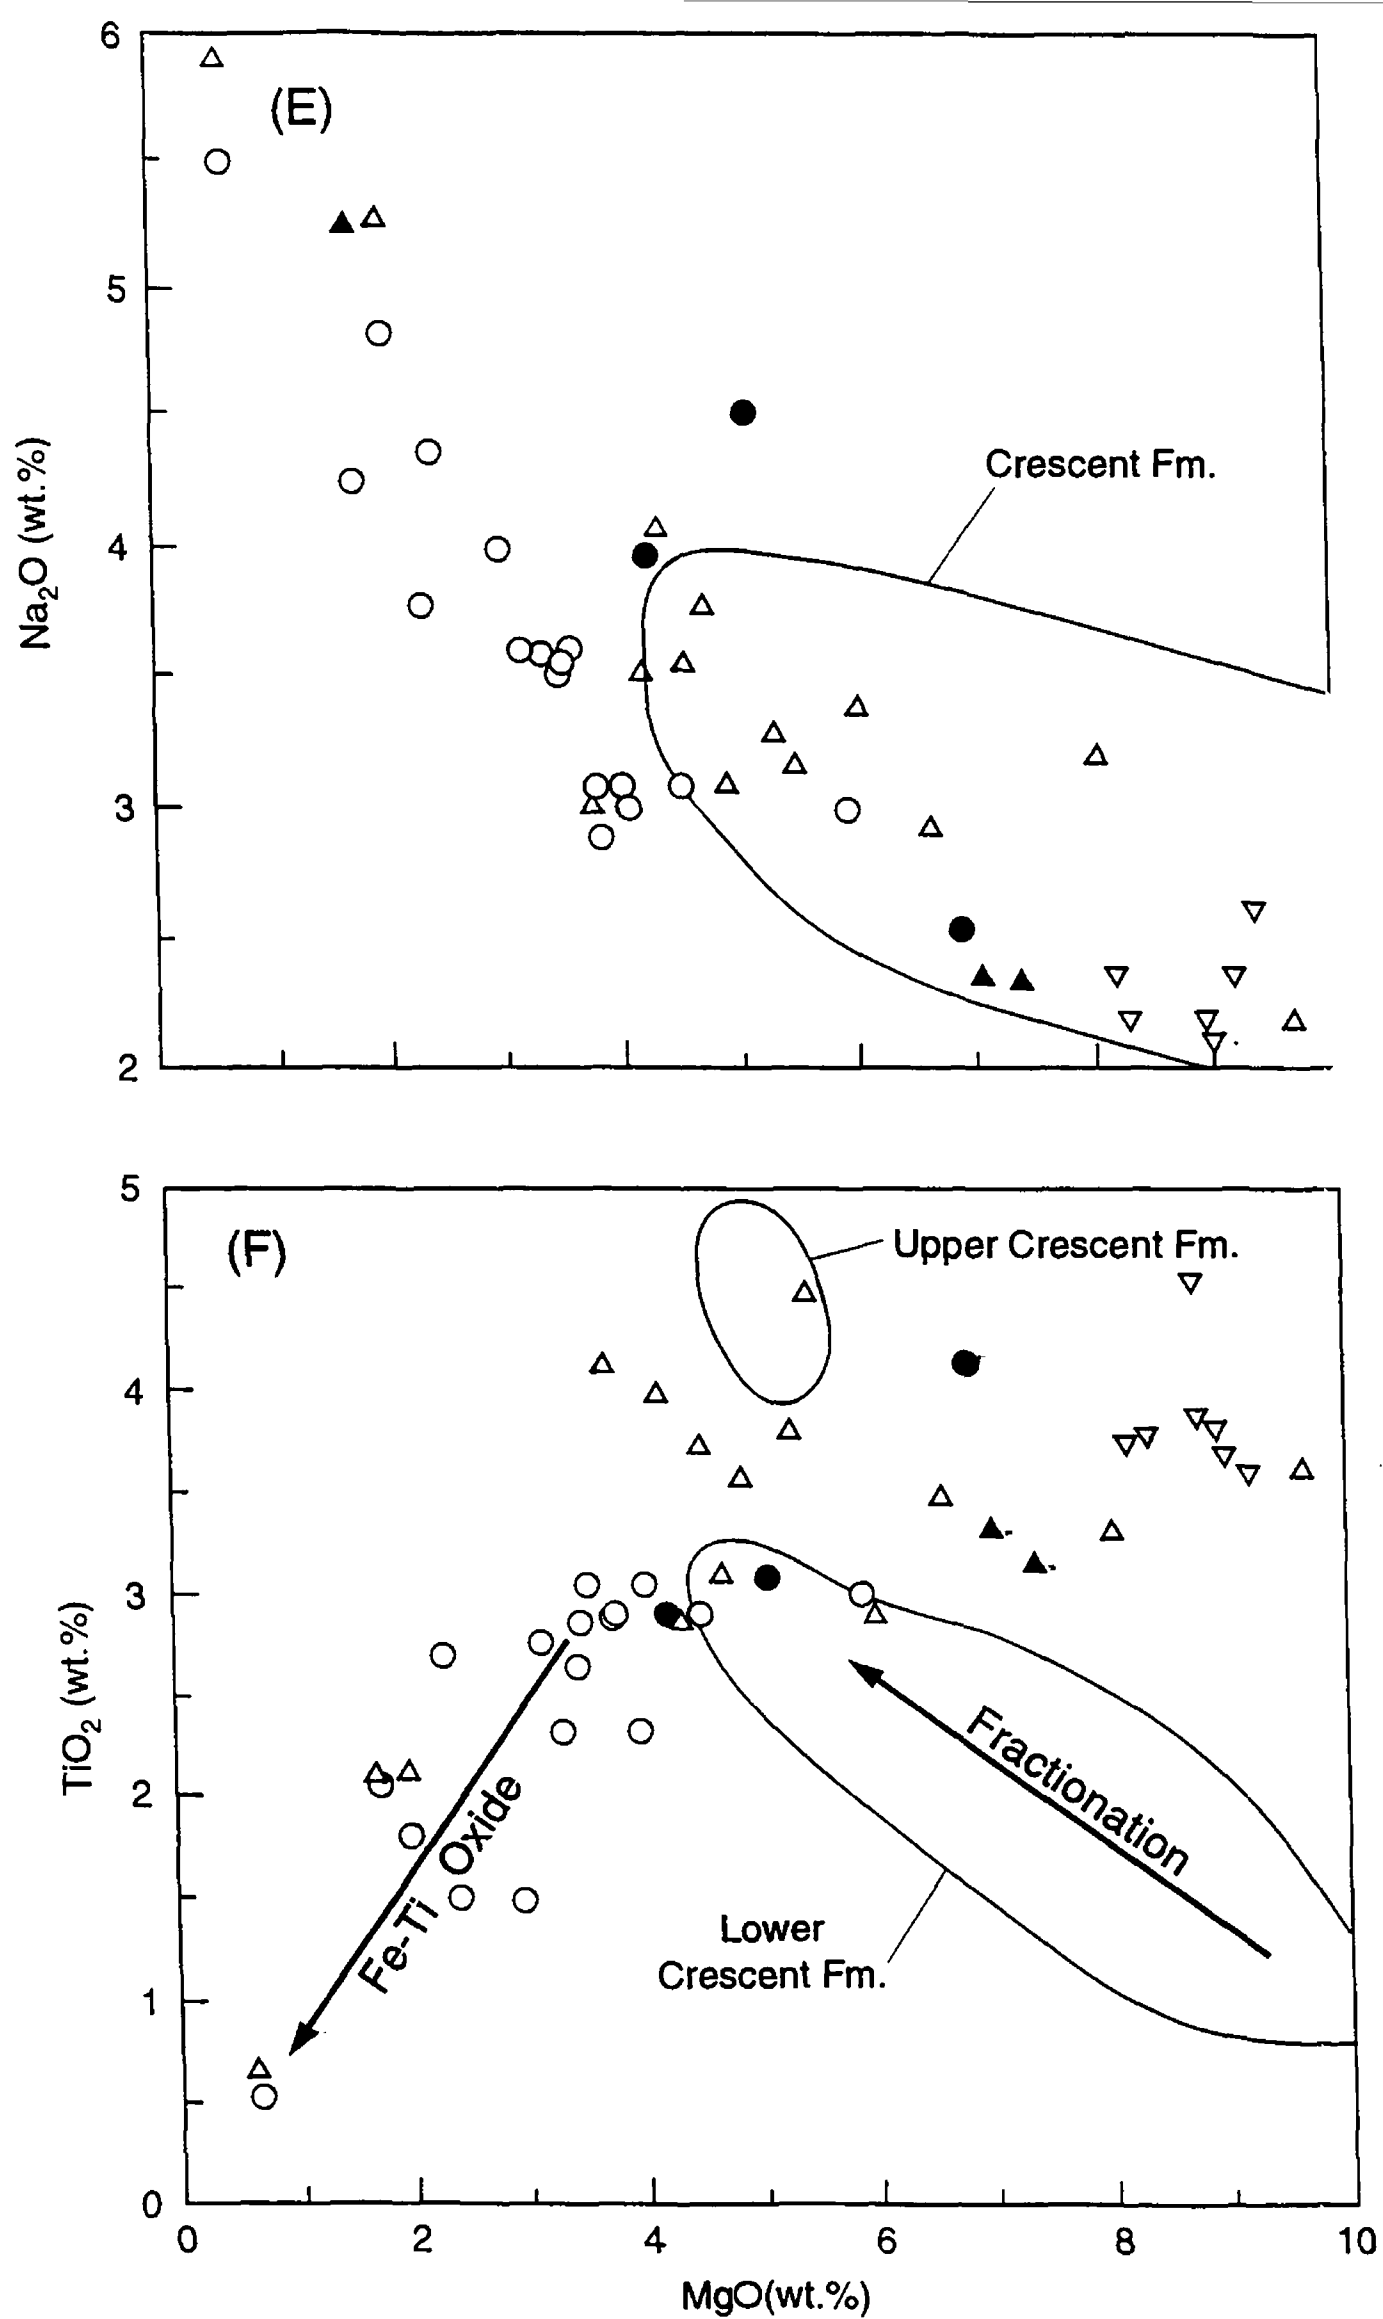 6
(E)
5
Crescent Fm.
Na₂O (wt.%)
4
3
2
5
(F)
Upper Crescent Fm.
4
3
TiO₂ (wt.%)
Fractionation
2
Fe-Ti Oxide
Lower
Crescent Fm.
1
0
0 2 4 6 8 10
MgO(wt.%)